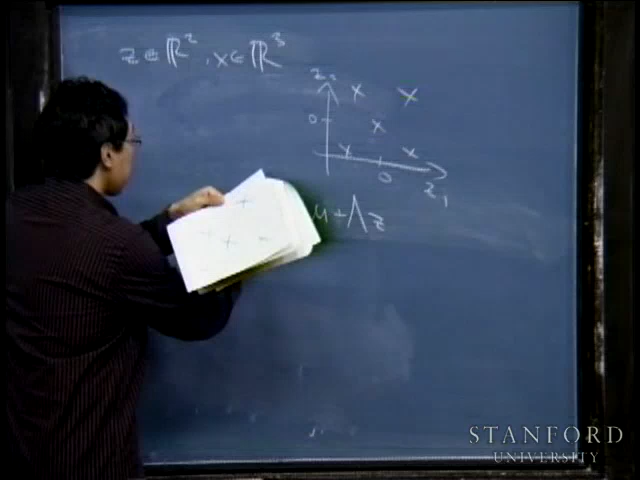 z ∈ ℝ², x ∈ ℝ³
z₂
0
0
z₁
μ + Λz
STANFORD
UNIVERSITY